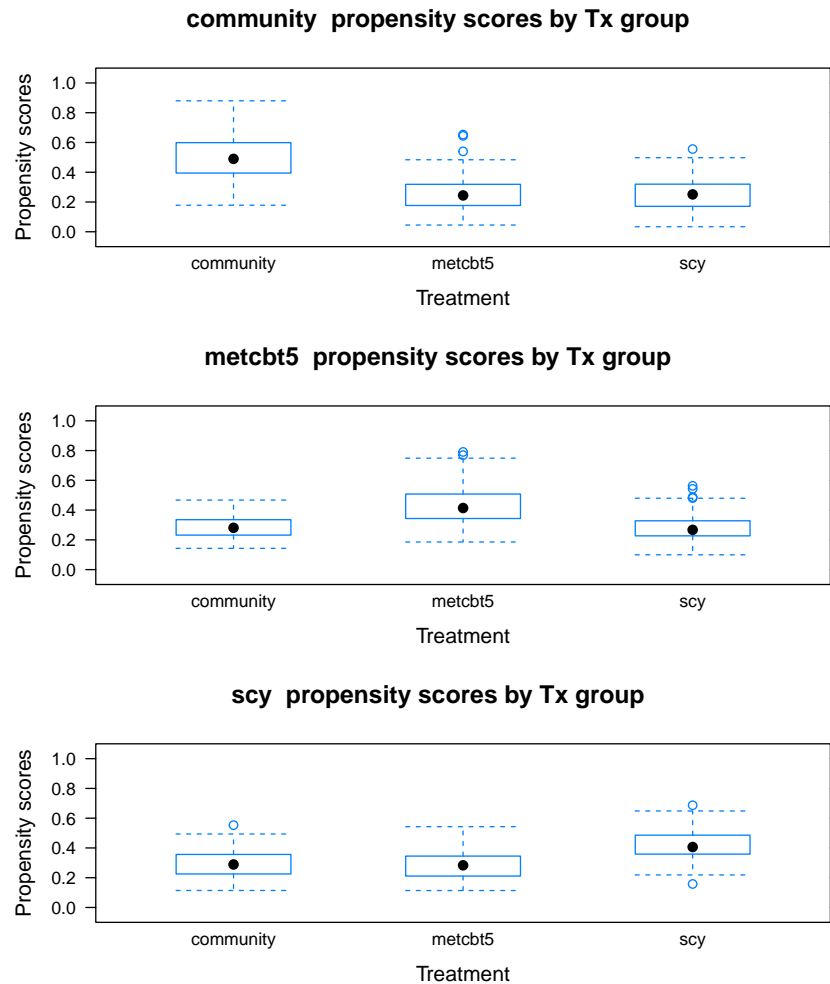 community  propensity scores by Tx group
Propensity scores
1.0
0.8
0.6
0.4
0.2
0.0
community metcbt5 scy
Treatment
metcbt5  propensity scores by Tx group
Propensity scores
1.0
0.8
0.6
0.4
0.2
0.0
community metcbt5 scy
Treatment
scy  propensity scores by Tx group
Propensity scores
1.0
0.8
0.6
0.4
0.2
0.0
community metcbt5 scy
Treatment